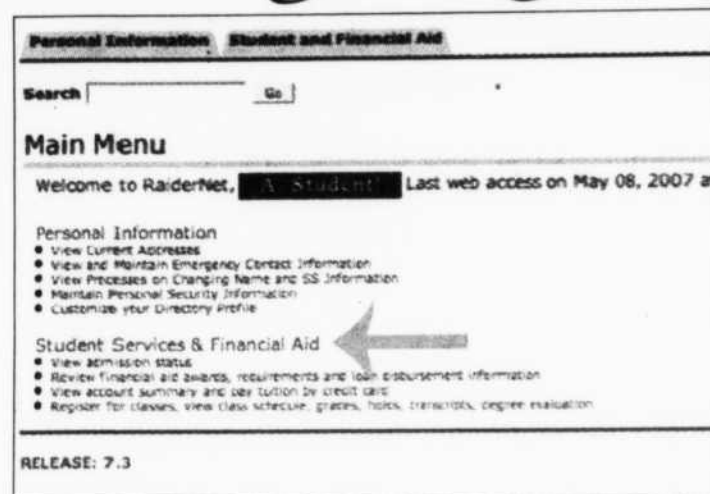 Personal Information Student and Financial Aid
Search Go
Main Menu
Welcome to RaiderNet, A Student Last web access on May 08, 2007 a
Personal Information
View Current Addresses
View and Maintain Emergency Contact Information
View Processes on Changing Name and SS Information
Maintain Personal Security Information
Customize your Directory Profile
Student Services & Financial Aid
View admission status
Review financial aid awards, requirements and loan disbursement information
View account summary and pay tuition by credit card
Register for classes, view class schedule, grades, holds, transcripts, degree evaluation
RELEASE: 7.3